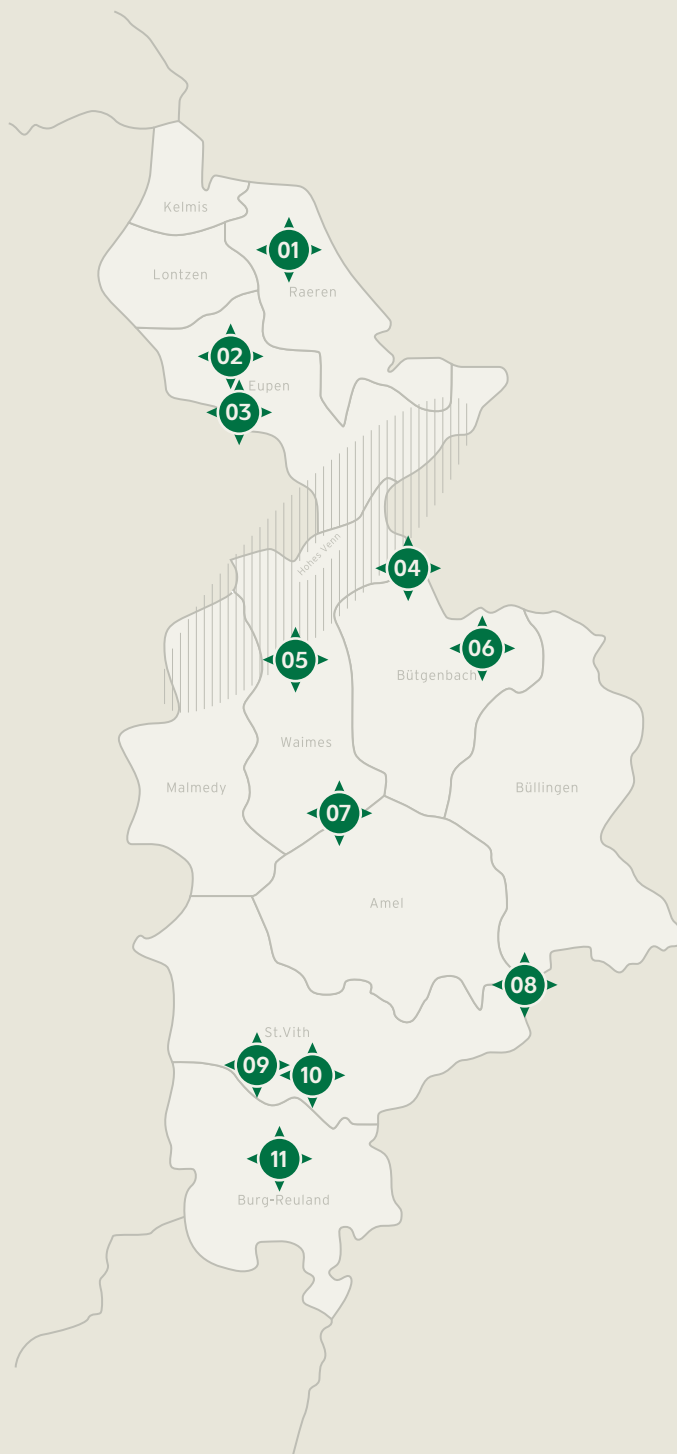 Kelmis
01
Lontzen
Raeren
02
Eupen
03
Hohes Venn
04
06
05
Bütgenbach
Waimes
Malmedy
Büllingen
07
Amel
08
St.Vith
09
10
11
Burg-Reuland